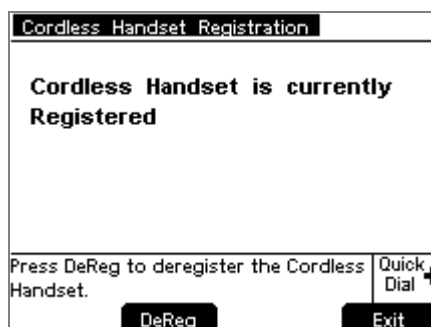 Cordless Handset Registration
Cordless Handset is currently
Registered
Press DeReg to deregister the Cordless
Handset.
Quick
Dial
DeReg
Exit